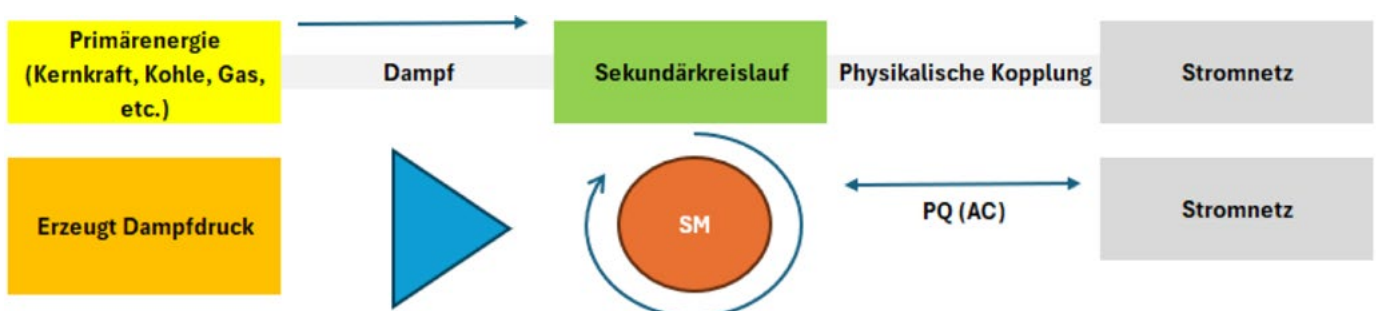 Primärenergie
(Kernkraft, Kohle, Gas,
etc.)
Dampf
Sekundärkreislauf
Physikalische Kopplung
Stromnetz
Erzeugt Dampfdruck
SM
PQ (AC)
Stromnetz